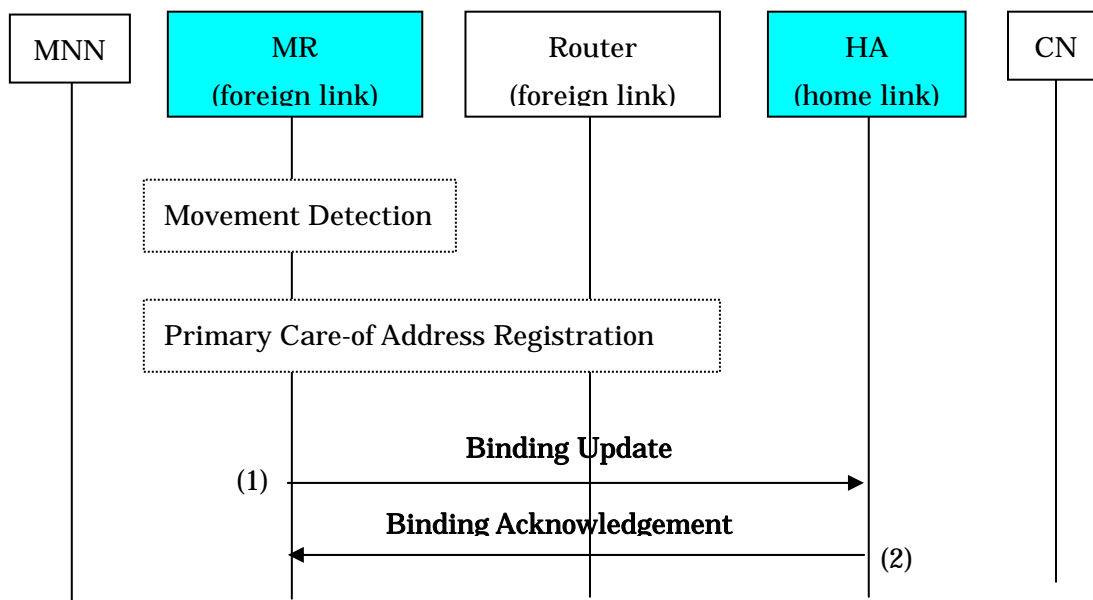 MNN
MR
(foreign link)
Router
(foreign link)
HA
(home link)
CN
Movement Detection
Primary Care-of Address Registration
Binding Update
(1)
Binding Acknowledgement
(2)